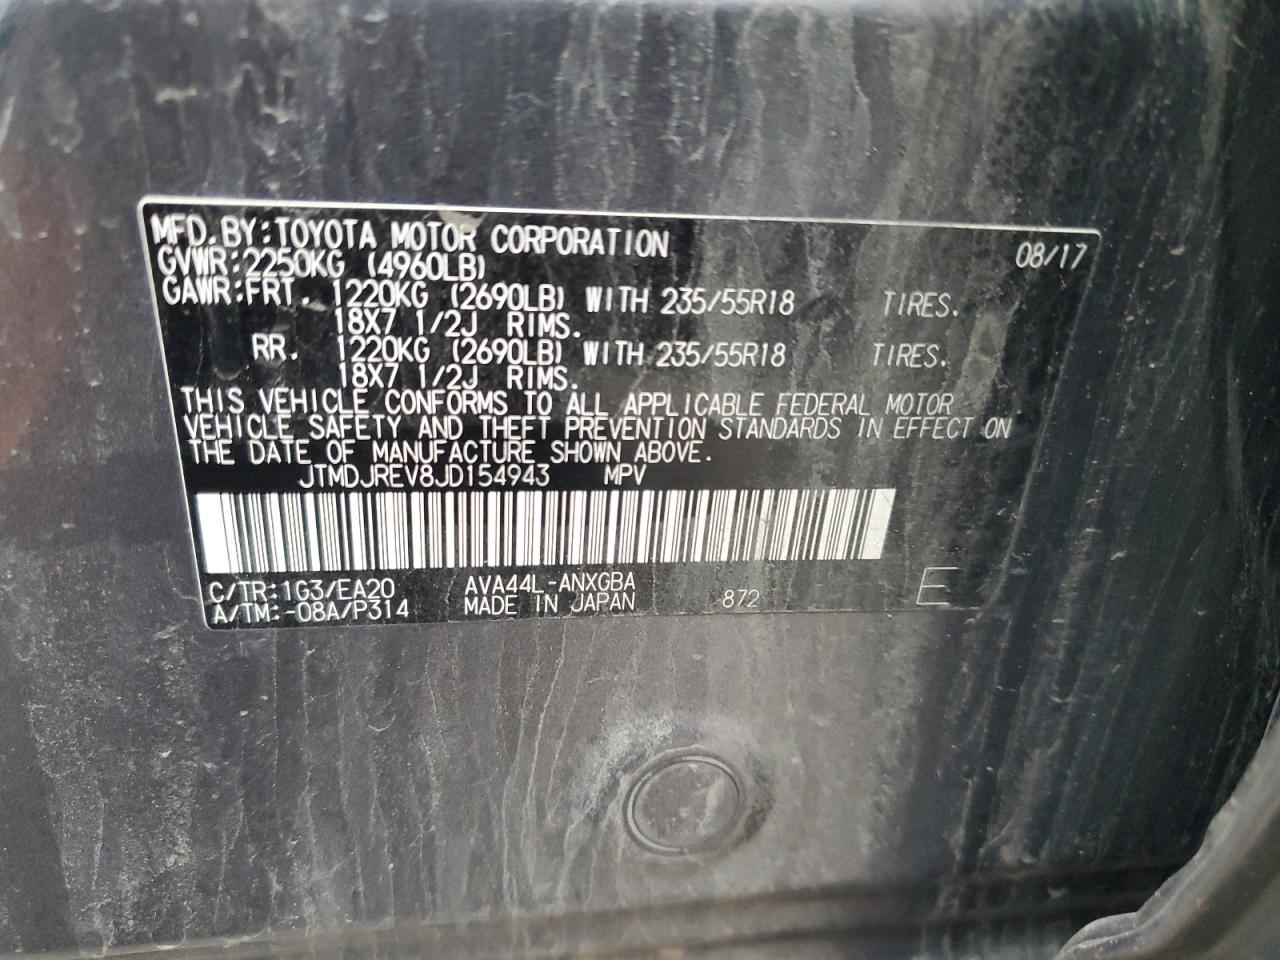 MFD. BY: TOYOTA MOTOR CORPORATION 08/17
GVWR: 2250KG (4960LB)
GAWR: FRT. 1220KG (2690LB) WITH 235/55R18 TIRES.
18X7 1/2J RIMS.
RR. 1220KG (2690LB) WITH 235/55R18 TIRES.
18X7 1/2J RIMS.
THIS VEHICLE CONFORMS TO ALL APPLICABLE FEDERAL MOTOR
VEHICLE SAFETY AND THEFT PREVENTION STANDARDS IN EFFECT ON
THE DATE OF MANUFACTURE SHOWN ABOVE.
JTMDJREV8JD154943 MPV
C/TR: 1G3/EA20 AVA44L-ANXGBA
A/TM: -08A/P314 MADE IN JAPAN 872 E